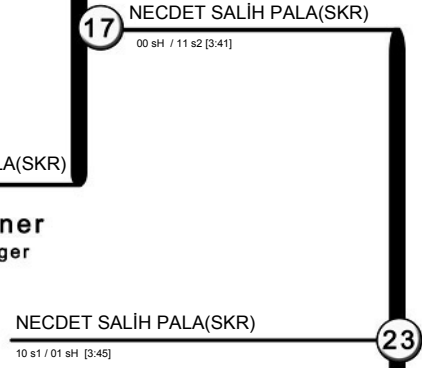 NECDET SALİH PALA(SKR)
17
00 sH / 11 s2 [3:41]
LA(SKR)
ner
ger
NECDET SALİH PALA(SKR)
23
10 s1 / 01 sH [3:45]